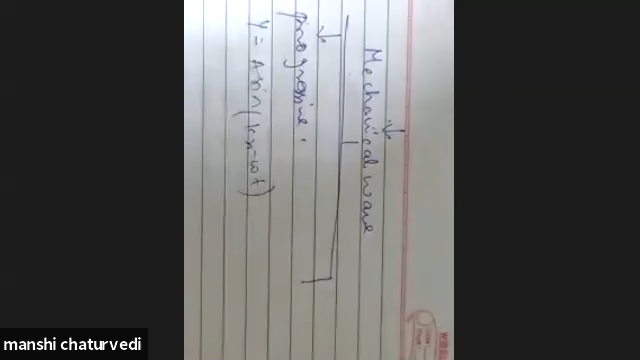 Mechanical wave
progressive.
Y = A sin(kx-ωt)
manshi chaturvedi